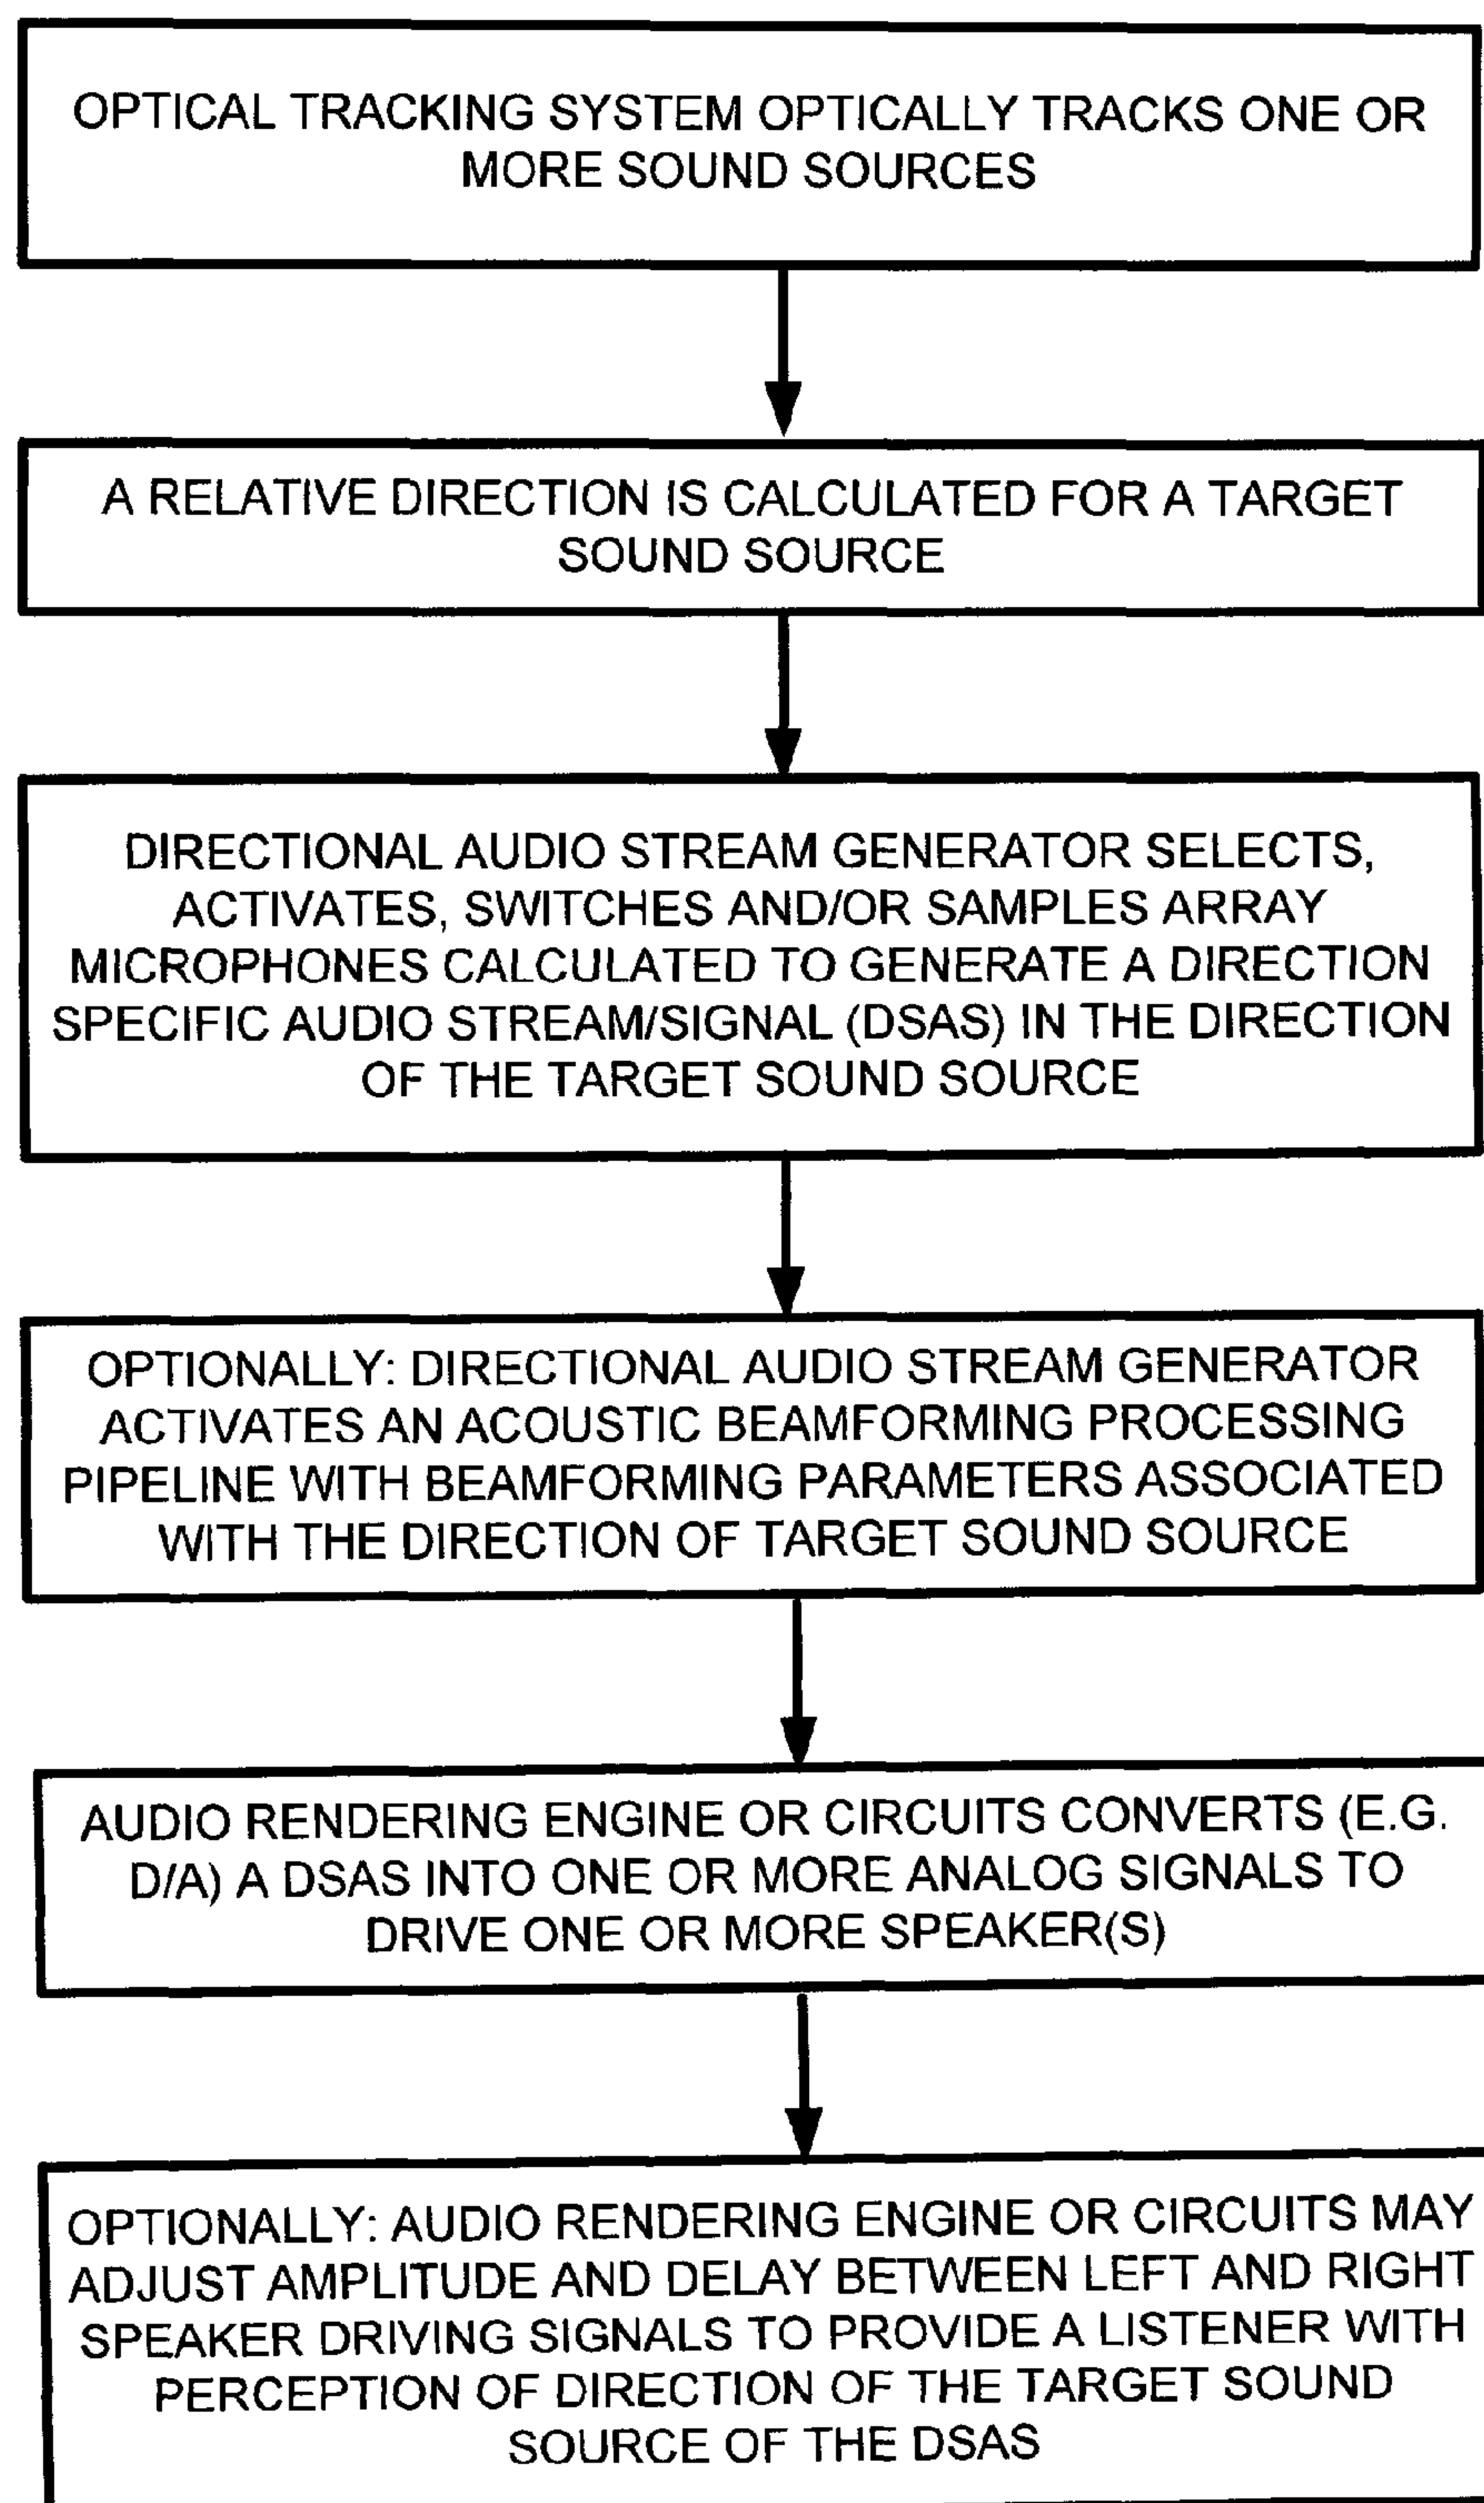 OPTICAL TRACKING SYSTEM OPTICALLY TRACKS ONE OR
MORE SOUND SOURCES
A RELATIVE DIRECTION IS CALCULATED FOR A TARGET
SOUND SOURCE
DIRECTIONAL AUDIO STREAM GENERATOR SELECTS,
ACTIVATES, SWITCHES AND/OR SAMPLES ARRAY
MICROPHONES CALCULATED TO GENERATE A DIRECTION
SPECIFIC AUDIO STREAM/SIGNAL (DSAS) IN THE DIRECTION
OF THE TARGET SOUND SOURCE
OPTIONALLY: DIRECTIONAL AUDIO STREAM GENERATOR
ACTIVATES AN ACOUSTIC BEAMFORMING PROCESSING
PIPELINE WITH BEAMFORMING PARAMETERS ASSOCIATED
WITH THE DIRECTION OF TARGET SOUND SOURCE
AUDIO RENDERING ENGINE OR CIRCUITS CONVERTS (E.G.
D/A) A DSAS INTO ONE OR MORE ANALOG SIGNALS TO
DRIVE ONE OR MORE SPEAKER(S)
OPTIONALLY: AUDIO RENDERING ENGINE OR CIRCUITS MAY
ADJUST AMPLITUDE AND DELAY BETWEEN LEFT AND RIGHT
SPEAKER DRIVING SIGNALS TO PROVIDE A LISTENER WITH
PERCEPTION OF DIRECTION OF THE TARGET SOUND
SOURCE OF THE DSAS